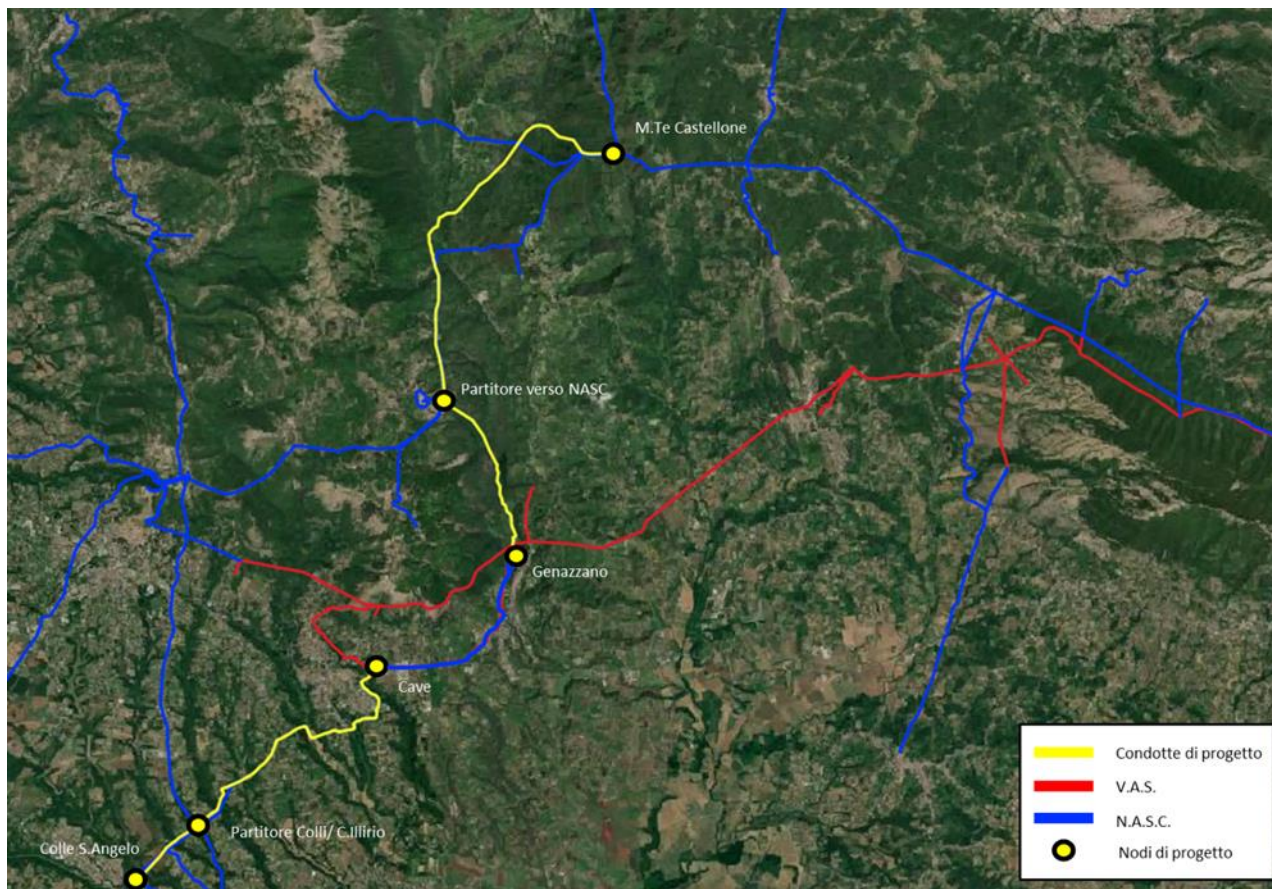 M.Te Castellone
Partitore verso NASC
Genazzano
Cave
Partitore Colli/ C.Illirio
Colle S.Angelo
Condotte di progetto
V.A.S.
N.A.S.C.
Nodi di progetto